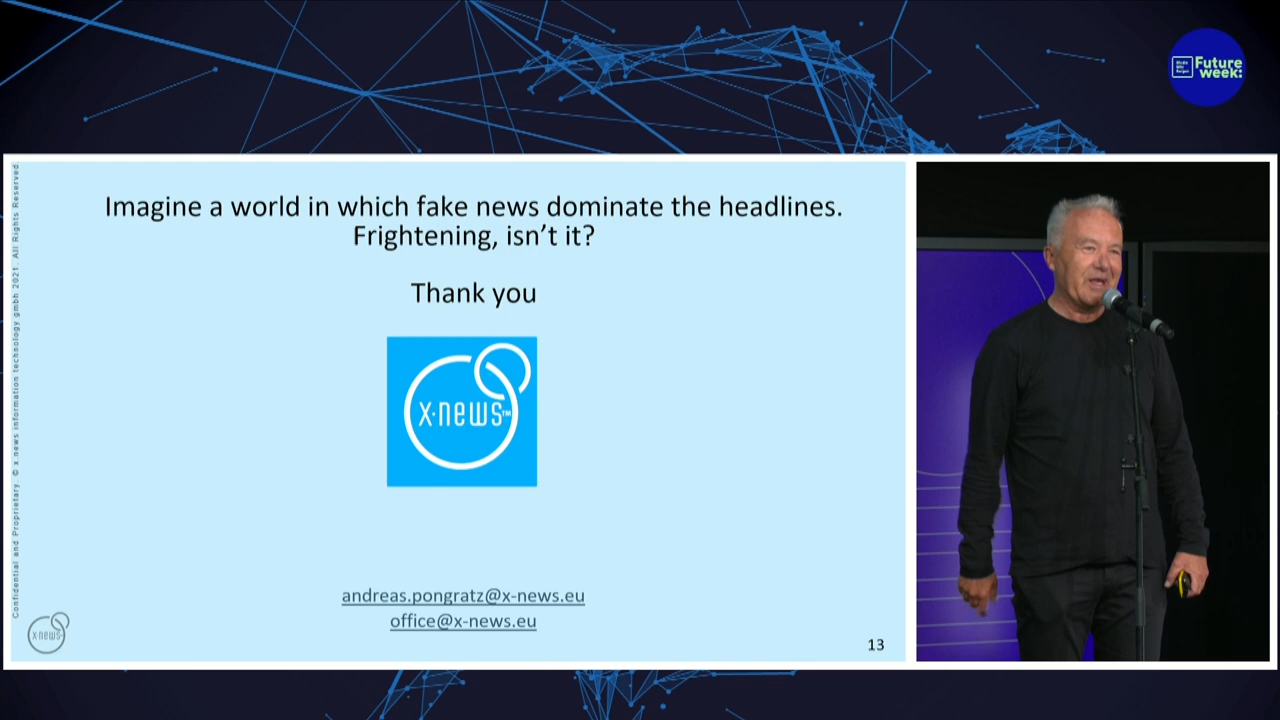 Future
week:
Confidential and Proprietary. © x.news information technology gmbh 2021. All Rights Reserved.
Imagine a world in which fake news dominate the headlines.
Frightening, isn’t it?
Thank you
x·news™
andreas.pongratz@x-news.eu
office@x-news.eu
x·news
13